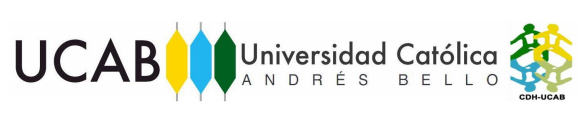 UCAB
Universidad Católica
ANDRÉS BELLO
CDH-UCAB